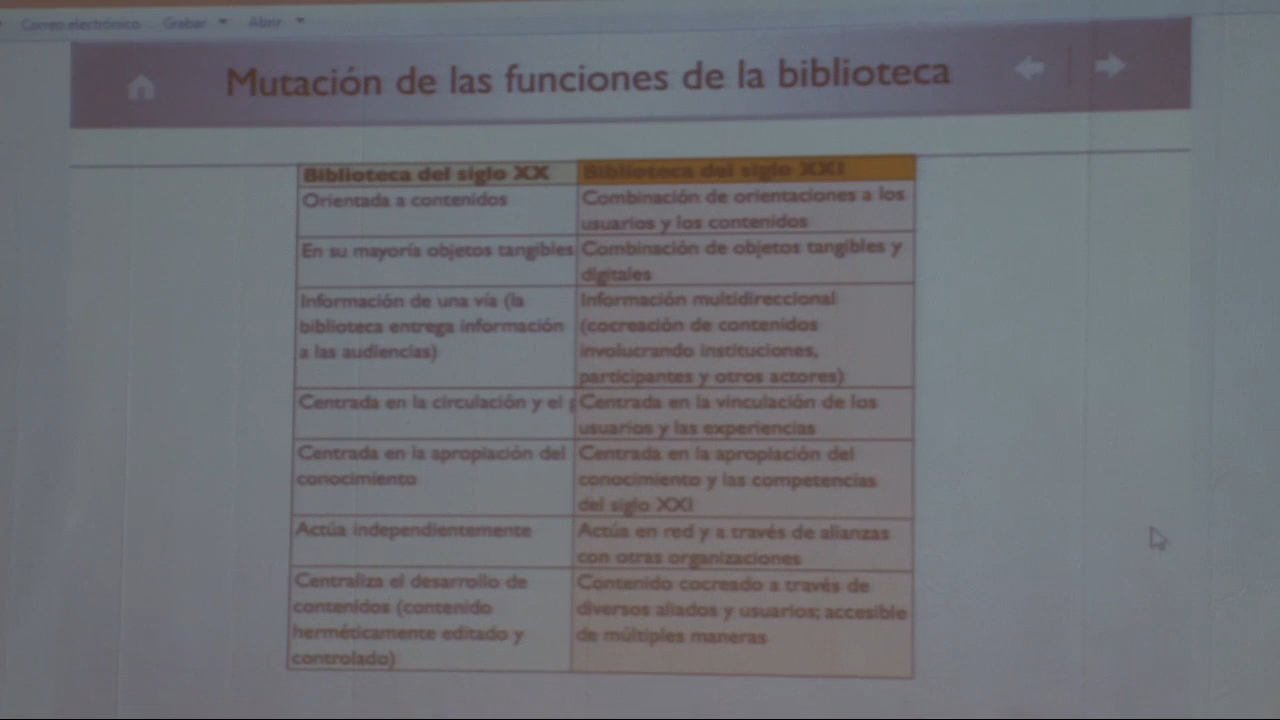 Correo electrónico Grabar Abrir
Mutación de las funciones de la biblioteca
Biblioteca del siglo XX
Biblioteca del siglo XXI
Orientada a contenidos
Combinación de orientaciones a los
usuarios y los contenidos
En su mayoría objetos tangibles
Combinación de objetos tangibles y
digitales
Información de una vía (la
biblioteca entrega información
a las audiencias)
Información multidireccional
(cocreación de contenidos
involucrando instituciones,
participantes y otros actores)
Centrada en la circulación y el
Centrada en la vinculación de los
usuarios y las experiencias
Centrada en la apropiación del
conocimiento
Centrada en la apropiación del
conocimiento y las competencias
del siglo XXI
Actúa independientemente
Actúa en red y a través de alianzas
con otras organizaciones
Centraliza el desarrollo de
contenidos (contenido
herméticamente editado y
controlado)
Contenido cocreado a través de
diversos aliados y usuarios; accesible
de múltiples maneras